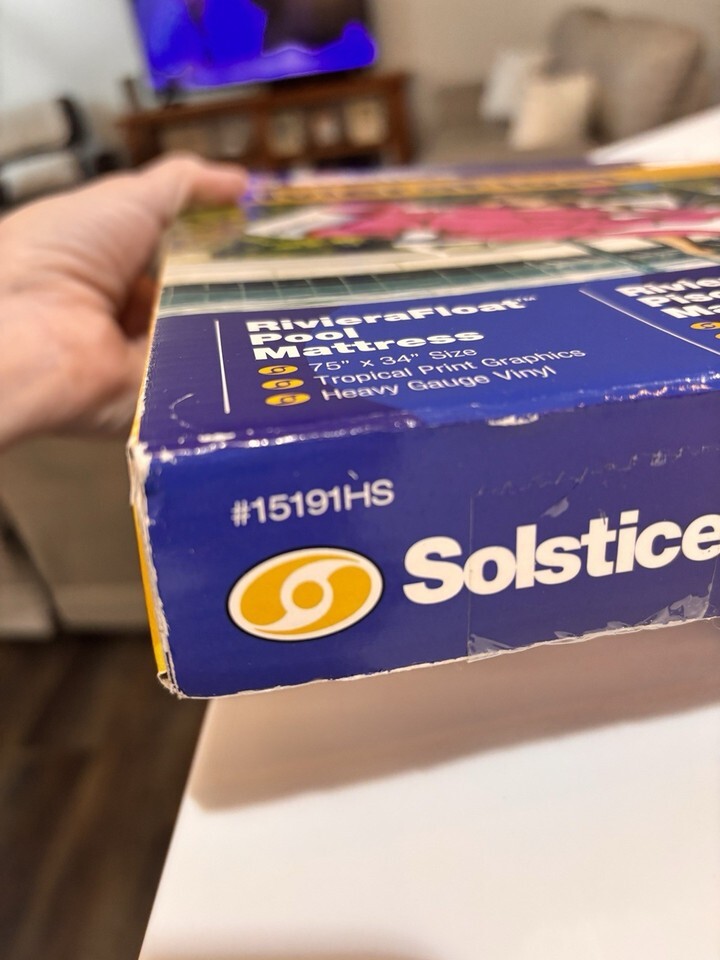 RivieraFloat™
Pool
Mattress
75" x 34" Size
Tropical Print Graphics
Heavy Gauge Vinyl
#15191HS
Solstice